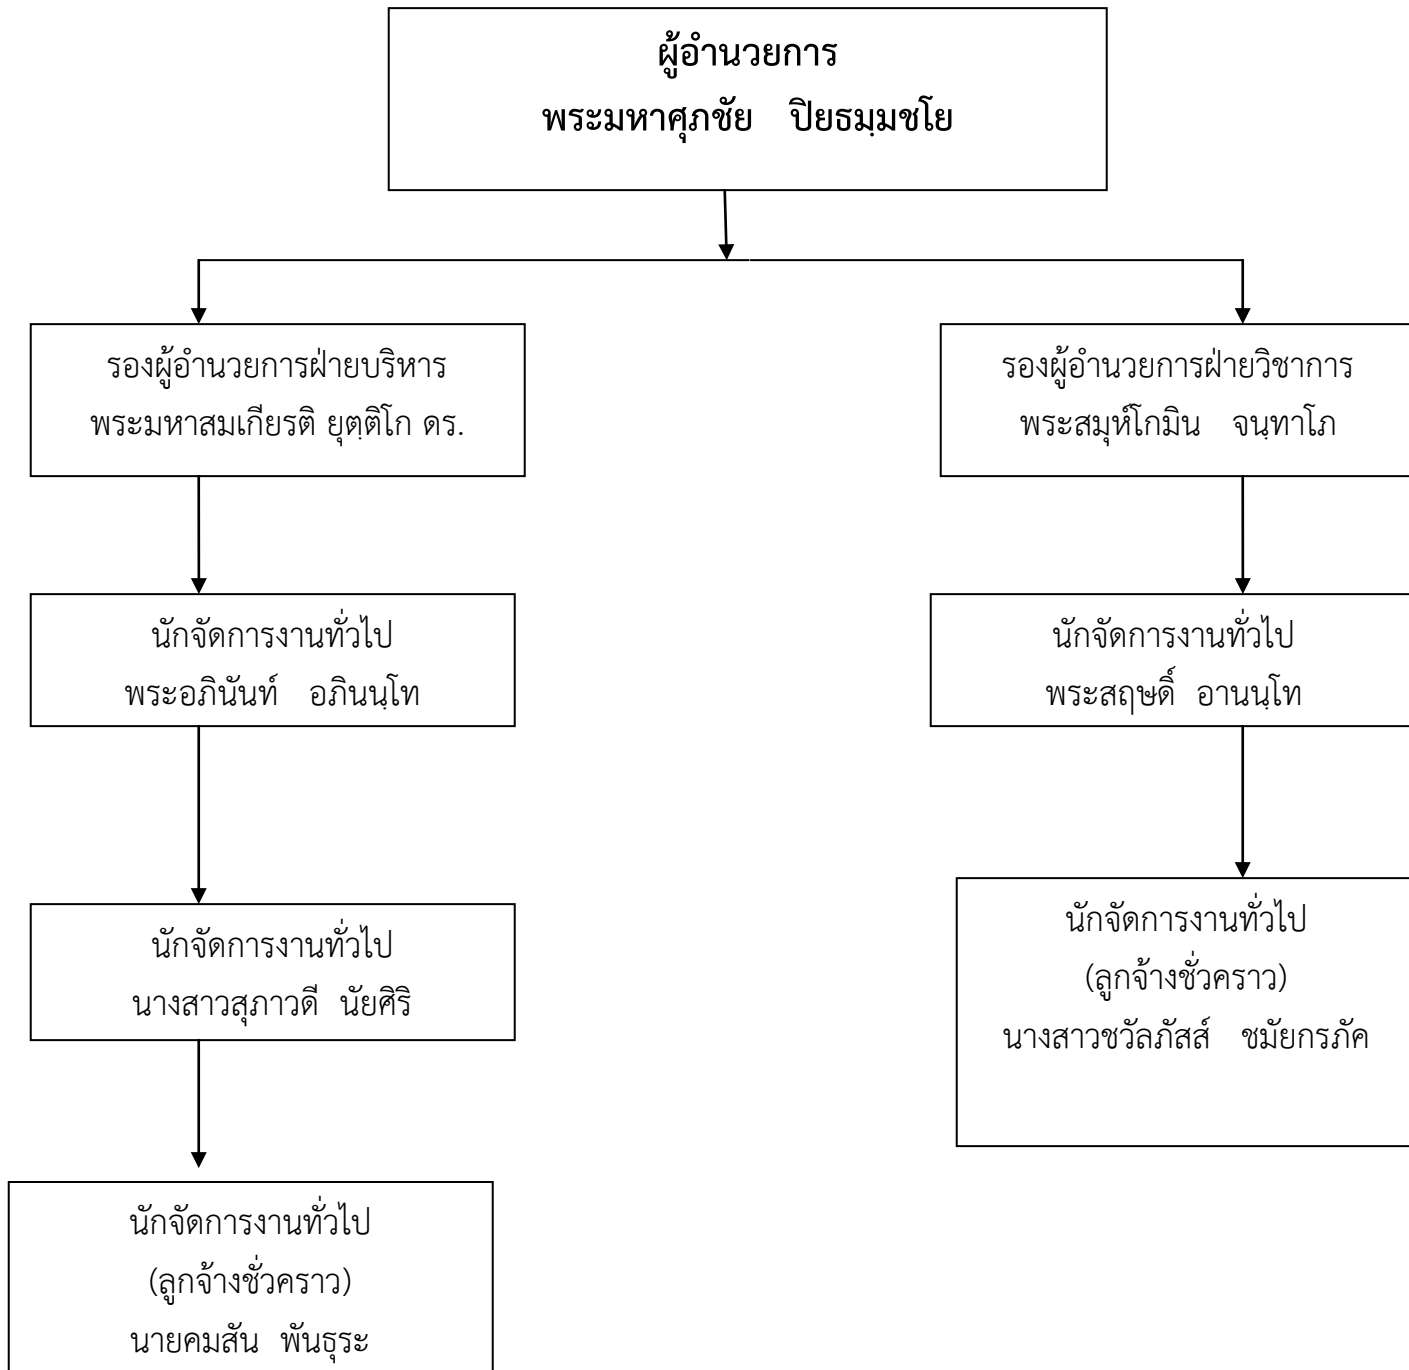 ผู้อำนวยการ
พระมหาศุภชัย ปิยธมฺมชโย
รองผู้อำนวยการฝ่ายบริหาร
พระมหาสมเกียรติ ยุตฺติโก ดร.
รองผู้อำนวยการฝ่ายวิชาการ
พระสมุห์โกมิน จนฺทาโภ
นักจัดการงานทั่วไป
พระอภินันท์ อภินนฺโท
นักจัดการงานทั่วไป
พระสฤษดิ์ อานนฺโท
นักจัดการงานทั่วไป
นางสาวสุภาวดี นัยศิริ
นักจัดการงานทั่วไป
(ลูกจ้างชั่วคราว)
นางสาวชวัลภัสส์ ชมัยกรภัค
นักจัดการงานทั่วไป
(ลูกจ้างชั่วคราว)
นายคมสัน พันธุระ